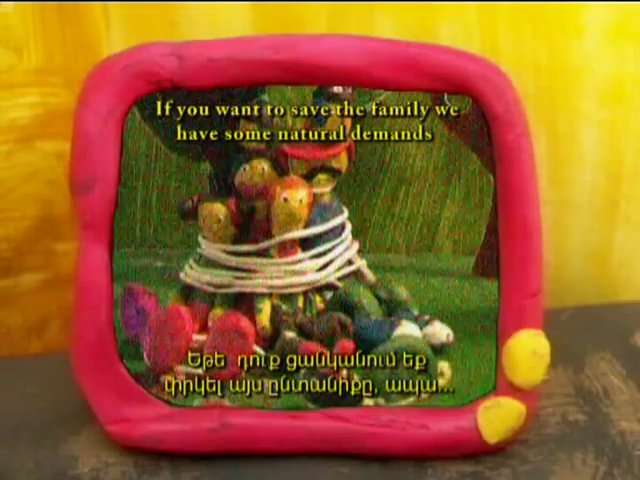 If you want to save the family we
have some natural demands
Եթե դուք ցանկանում եք
փրկել այս ընտանիքը, ապա...